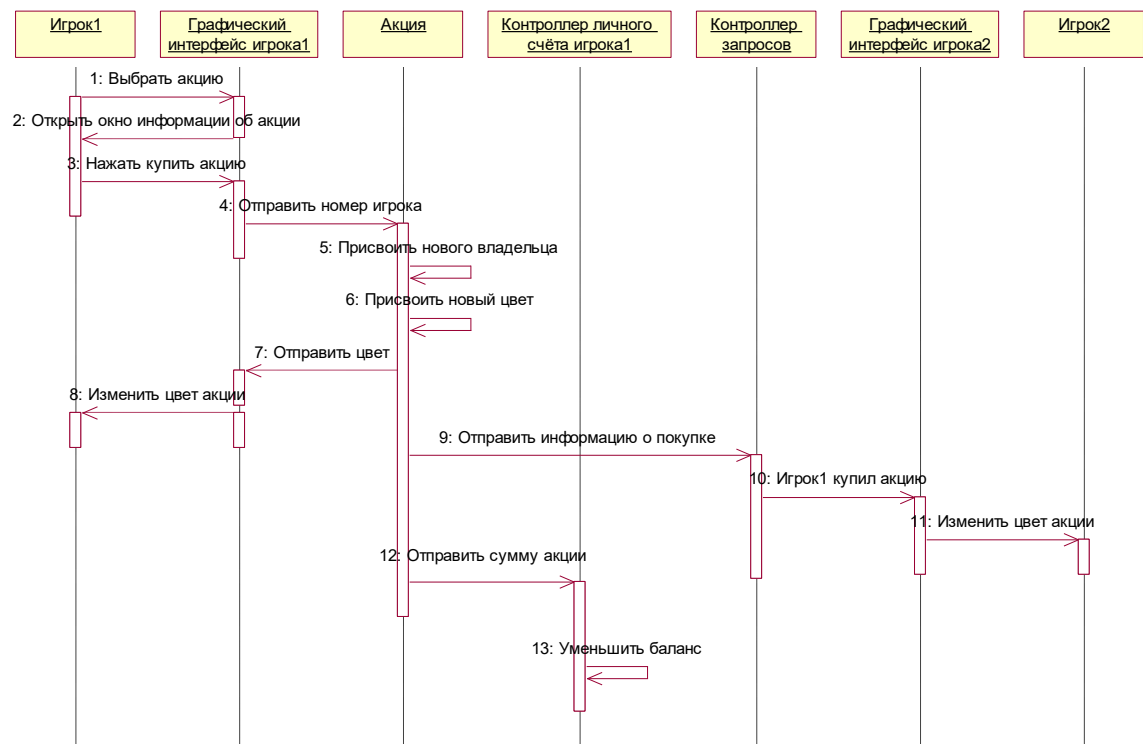 Игрок1
Графический
интерфейс игрока1
Акция
Контроллер личного
счёта игрока1
Контроллер
запросов
Графический
интерфейс игрока2
Игрок2
1: Выбрать акцию
2: Открыть окно информации об акции
3: Нажать купить акцию
4: Отправить номер игрока
5: Присвоить нового владельца
6: Присвоить новый цвет
7: Отправить цвет
8: Изменить цвет акции
9: Отправить информацию о покупке
10: Игрок1 купил акцию
11: Изменить цвет акции
12: Отправить сумму акции
13: Уменьшить баланс